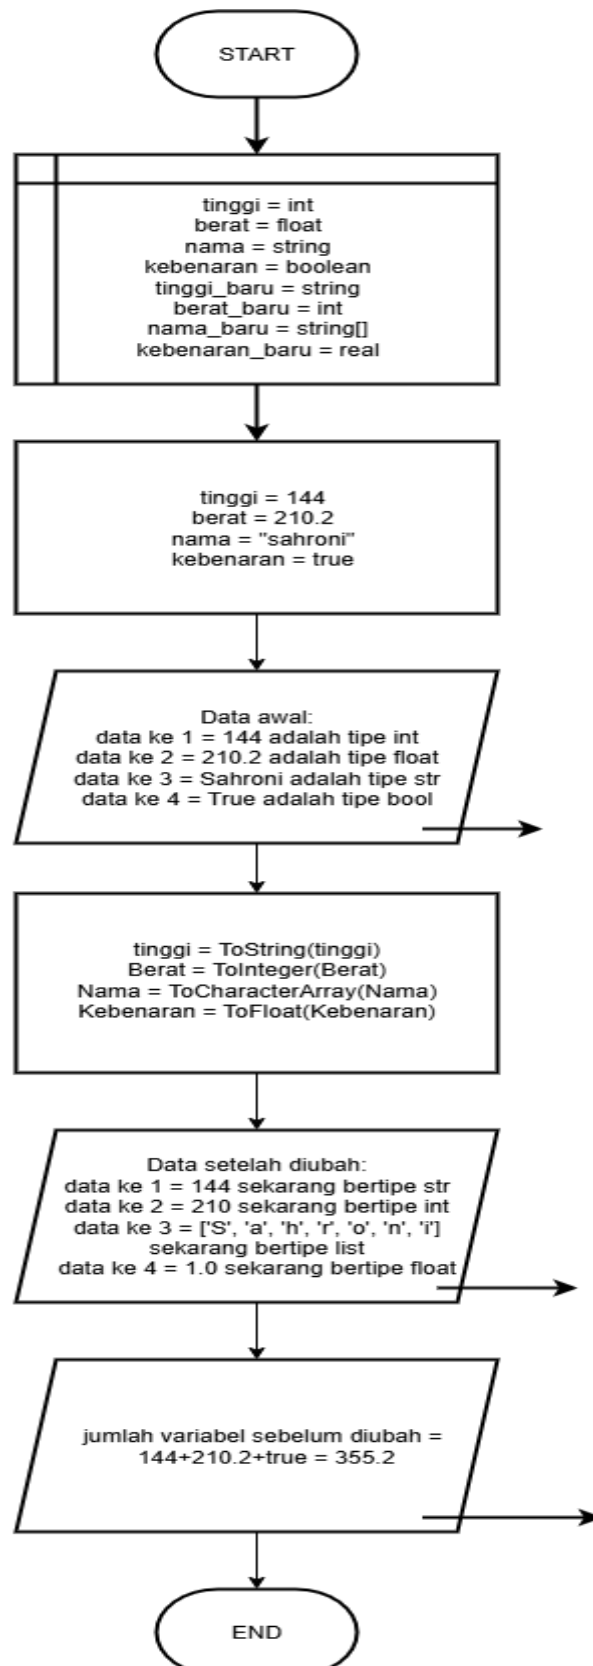 START
tinggi = int
berat = float
nama = string
kebenaran = boolean
tinggi_baru = string
berat_baru = int
nama_baru = string[]
kebenaran_baru = real
tinggi = 144
berat = 210.2
nama = "sahroni"
kebenaran = true
Data awal:
data ke 1 = 144 adalah tipe int
data ke 2 = 210.2 adalah tipe float
data ke 3 = Sahroni adalah tipe str
data ke 4 = True adalah tipe bool
tinggi = ToString(tinggi)
Berat = ToInteger(Berat)
Nama = ToCharacterArray(Nama)
Kebenaran = ToFloat(Kebenaran)
Data setelah diubah:
data ke 1 = 144 sekarang bertipe str
data ke 2 = 210 sekarang bertipe int
data ke 3 = ['S', 'a', 'h', 'r', 'o', 'n', 'i']
sekarang bertipe list
data ke 4 = 1.0 sekarang bertipe float
jumlah variabel sebelum diubah =
144+210.2+true = 355.2
END